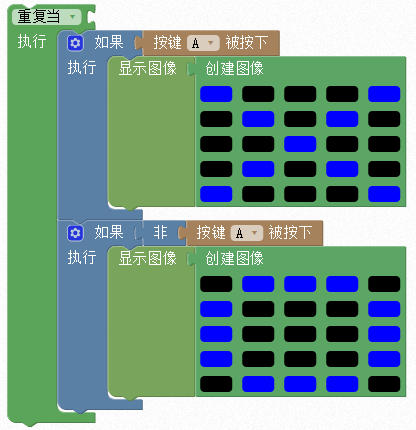 重复当
执行 如果 按键 A 被按下
执行 显示图像 创建图像
如果 非 按键 A 被按下
执行 显示图像 创建图像